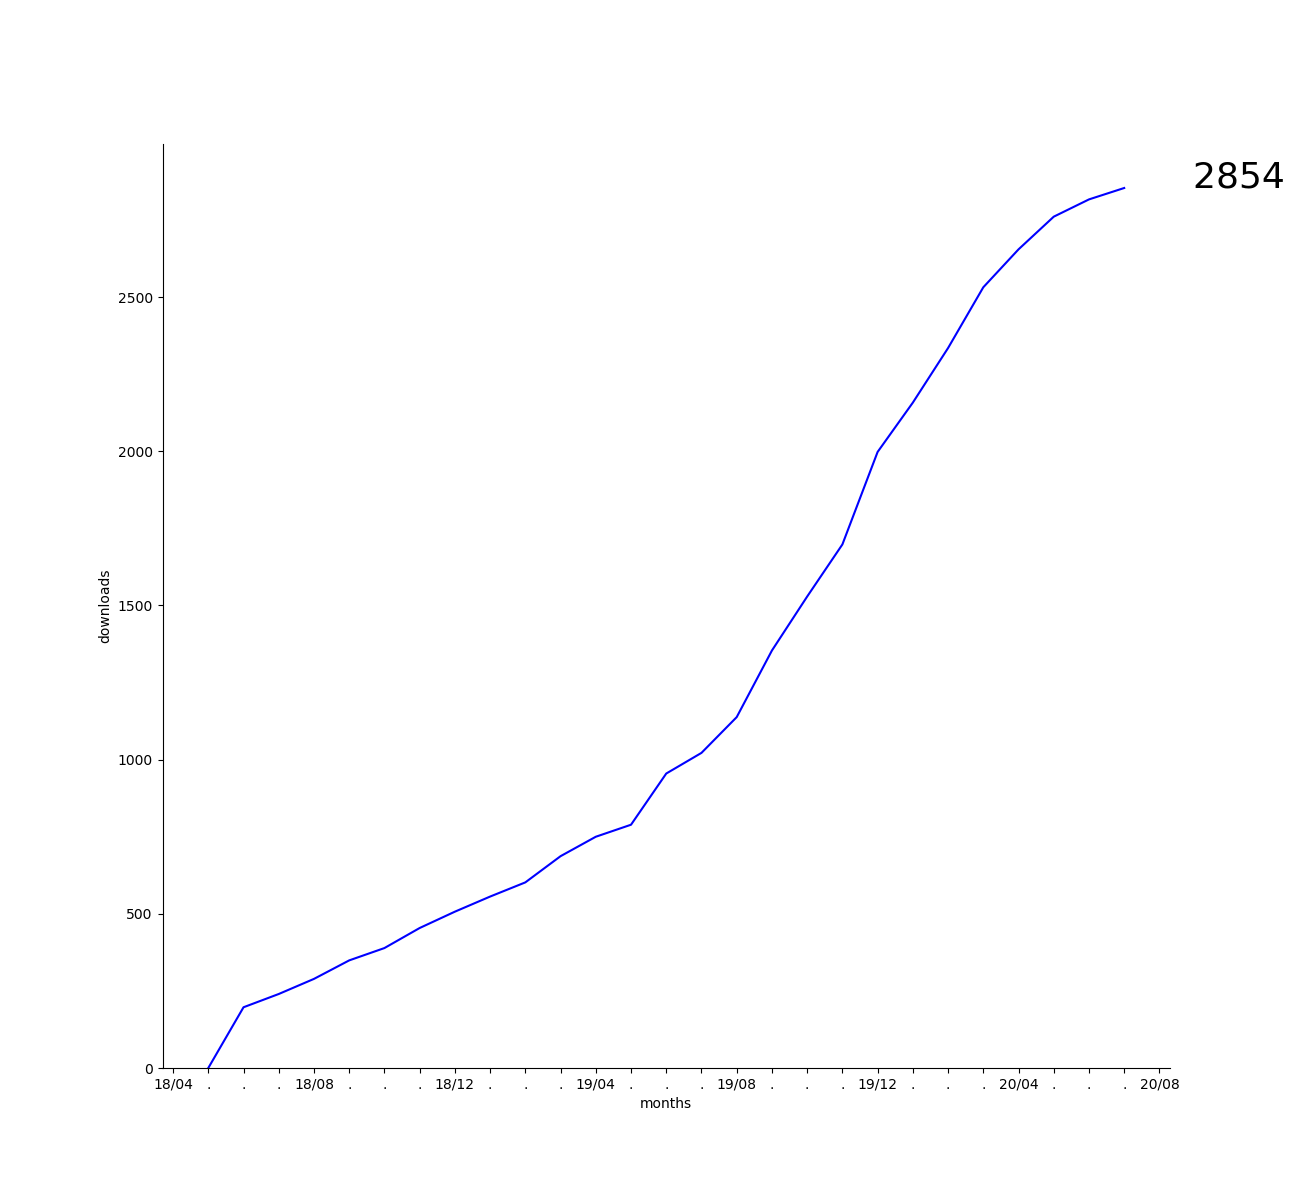 2854
2500
2000
1500
1000
500
0
downloads
18/04 . . . 18/08 . . . 18/12 . . . 19/04 . . . 19/08 . . . 19/12 . . . 20/04 . . . 20/08
months